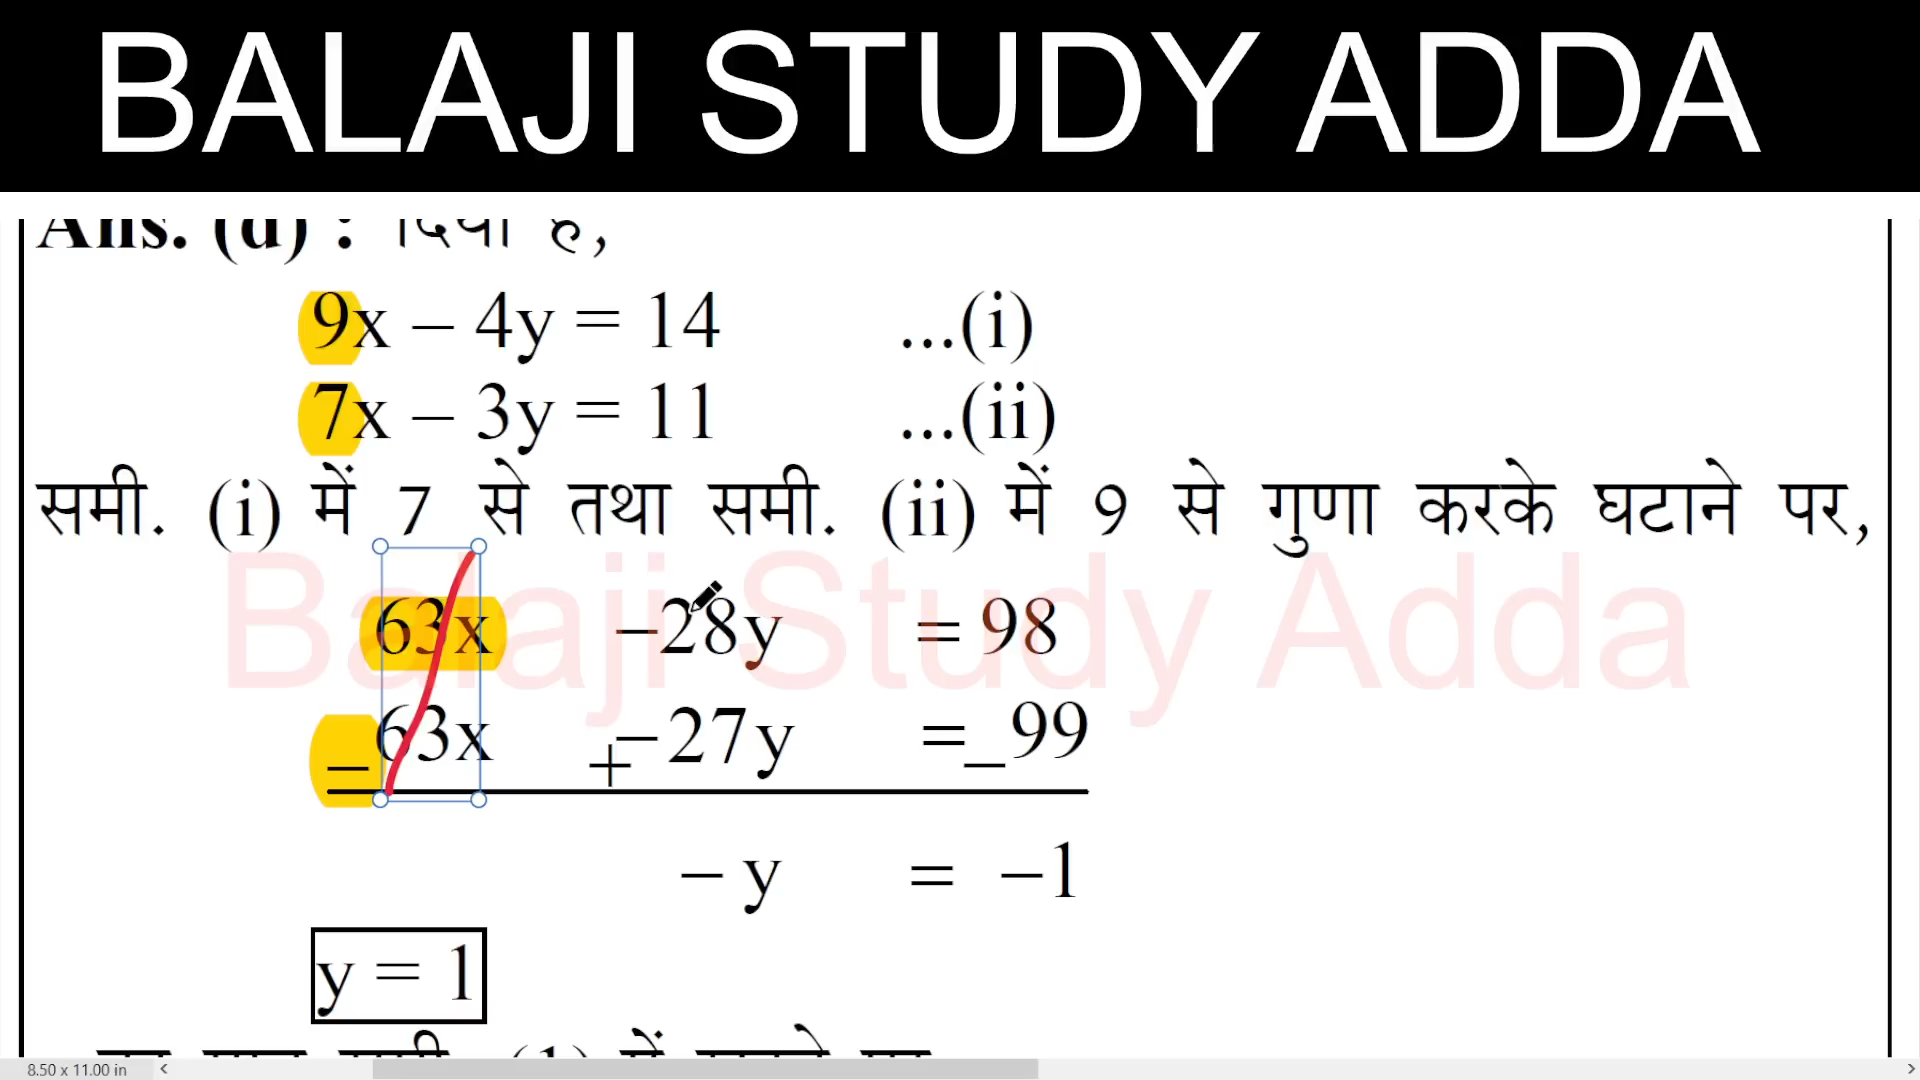 BALAJI STUDY ADDA
Ans. (d) : दिया है,
9x – 4y = 14 ...(i)
7x – 3y = 11 ...(ii)
समी. (i) में 7 से तथा समी. (ii) में 9 से गुणा करके घटाने पर,
Balaji Study Adda
63x –28y = 98
63x –27y = 99
– + –
– y = –1
y = 1
8.50 x 11.00 in